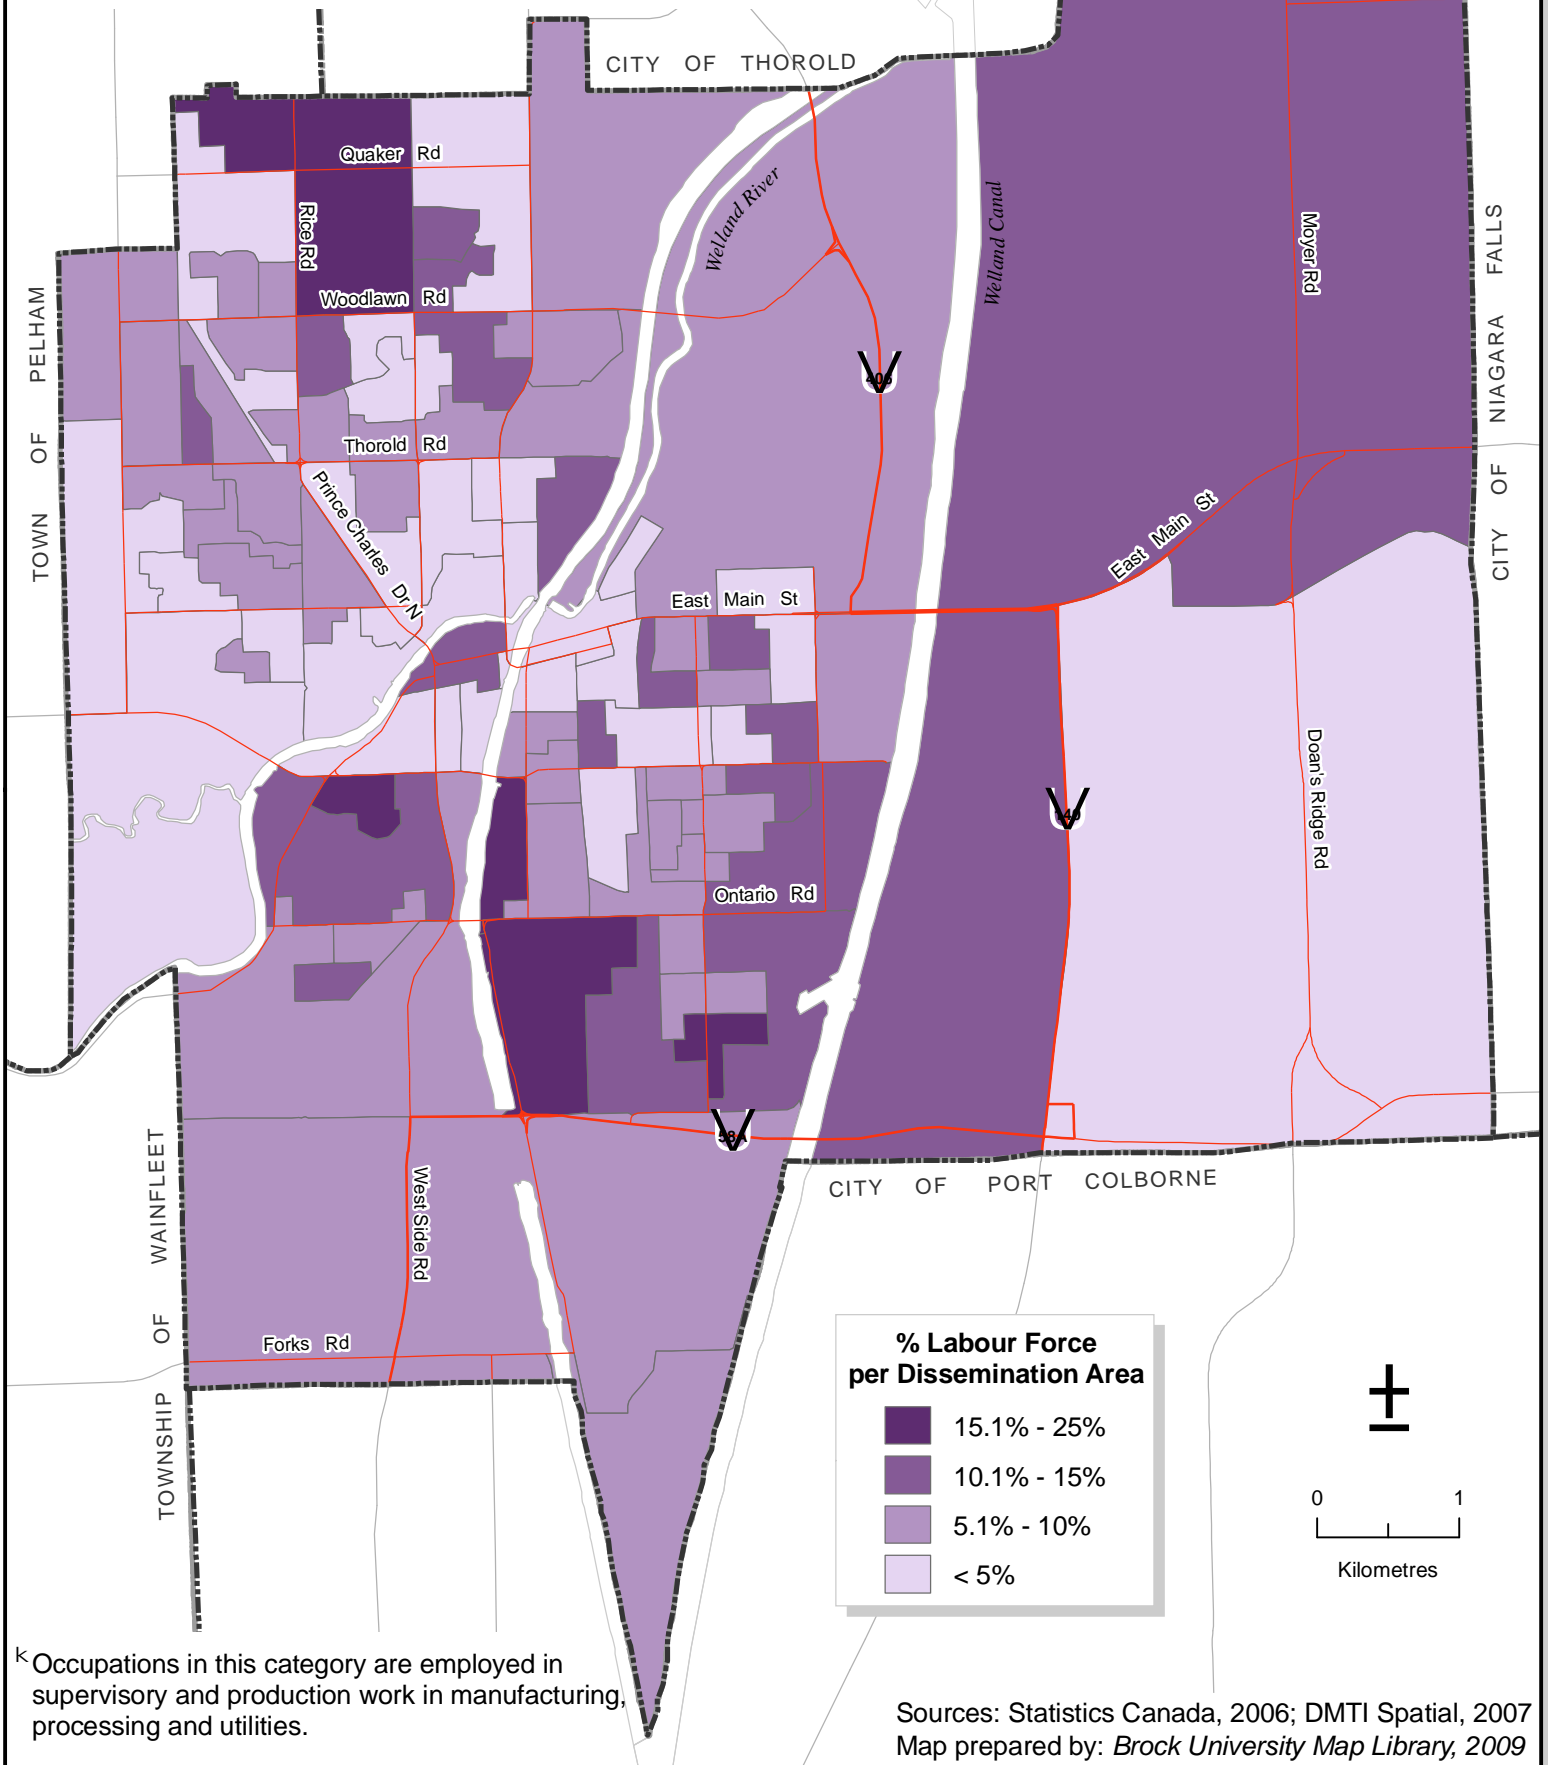 CITY OF THOROLD
Quaker Rd
Rice Rd
Woodlawn Rd
Welland River
Welland Canal
Moyer Rd
CITY OF NIAGARA FALLS
TOWN OF PELHAM
406
Thorold Rd
Prince Charles Dr N
East Main St
East Main St
140
Doan's Ridge Rd
Ontario Rd
58A
CITY OF PORT COLBORNE
West Side Rd
TOWNSHIP OF WAINFLEET
Forks Rd
% Labour Force
per Dissemination Area
15.1% - 25%
10.1% - 15%
5.1% - 10%
< 5%
0 1
Kilometres
Occupations in this category are employed in
supervisory and production work in manufacturing,
processing and utilities.
Sources: Statistics Canada, 2006; DMTI Spatial, 2007
Map prepared by: Brock University Map Library, 2009